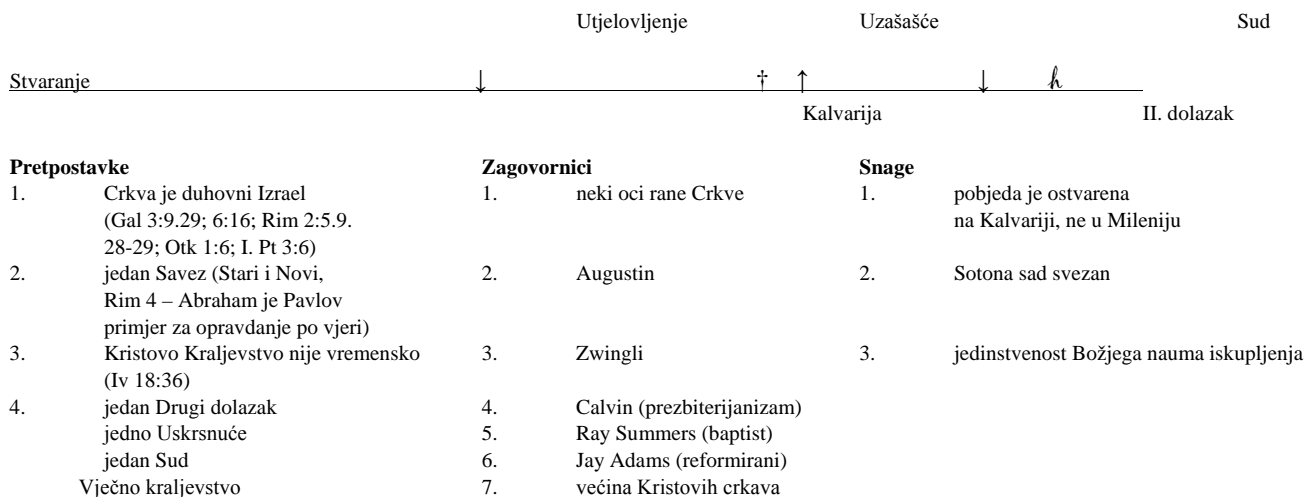 Utjelovljenje Uzašašće Sud
Stvaranje ↓ † ↑ ↓ h
Kalvarija II. dolazak
Pretpostavke Zagovornici Snage
1. Crkva je duhovni Izrael 1. neki oci rane Crkve 1. pobjeda je ostvarena
(Gal 3:9.29; 6:16; Rim 2:5.9. na Kalvariji, ne u Mileniju
28-29; Otk 1:6; I. Pt 3:6)
2. jedan Savez (Stari i Novi, 2. Augustin 2. Sotona sad svezan
Rim 4 – Abraham je Pavlov
primjer za opravdanje po vjeri)
3. Kristovo Kraljevstvo nije vremensko 3. Zwingli 3. jedinstvenost Božjega nauma iskupljenja
(Iv 18:36)
4. jedan Drugi dolazak 4. Calvin (prezbiterijanizam)
jedno Uskrsnuće 5. Ray Summers (baptist)
jedan Sud 6. Jay Adams (reformirani)
Vječno kraljevstvo 7. većina Kristovih crkava